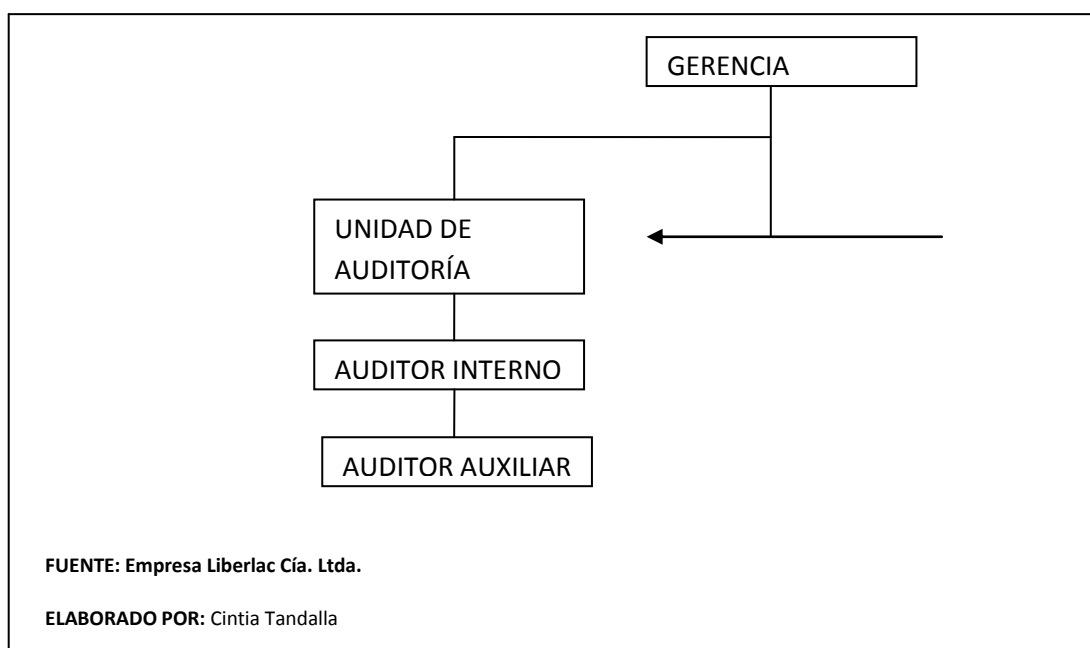 GERENCIA
UNIDAD DE
AUDITORÍA
AUDITOR INTERNO
AUDITOR AUXILIAR
FUENTE: Empresa Liberlac Cía. Ltda.
ELABORADO POR: Cintia Tandalla